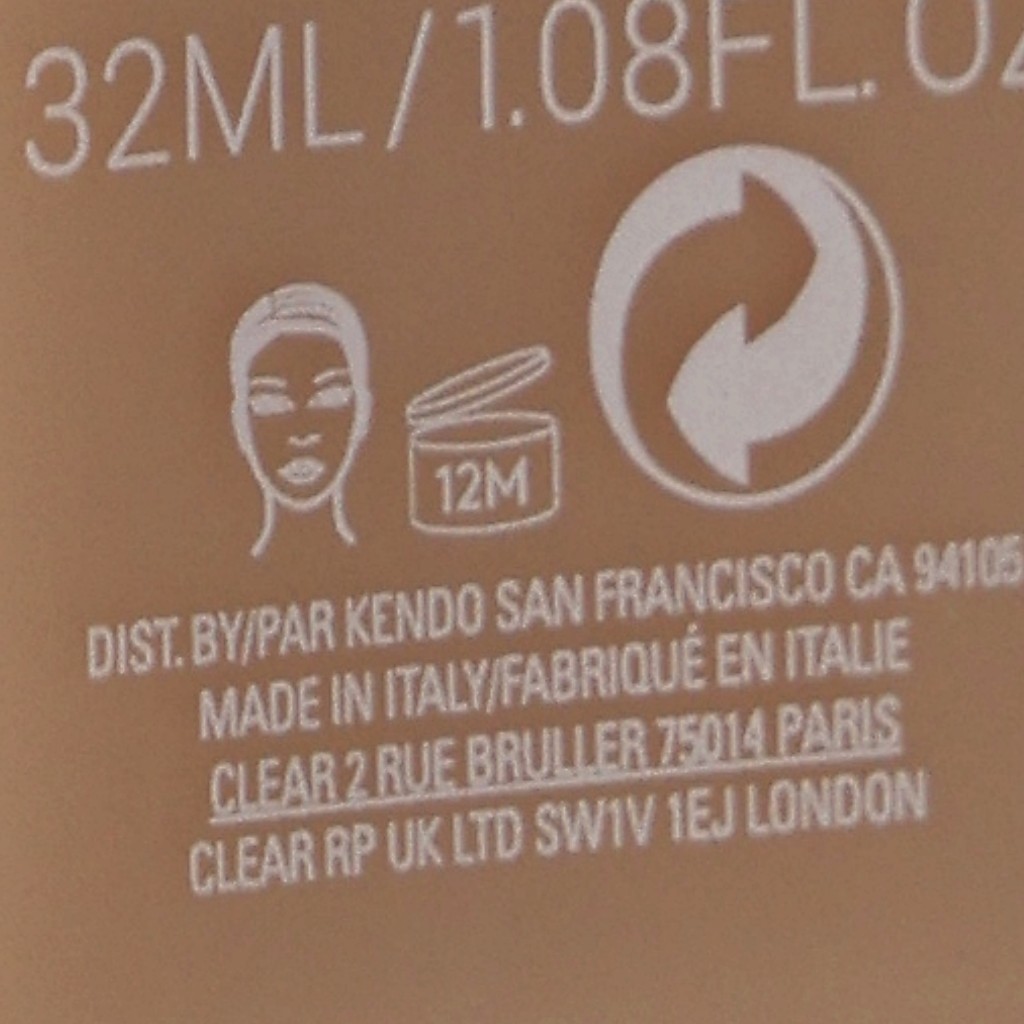 32ML/1.08FL. OZ
12M
DIST. BY/PAR KENDO SAN FRANCISCO CA 94105
MADE IN ITALY/FABRIQUÉ EN ITALIE
CLEAR 2 RUE BRULLER 75014 PARIS
CLEAR RP UK LTD SW1V 1EJ LONDON